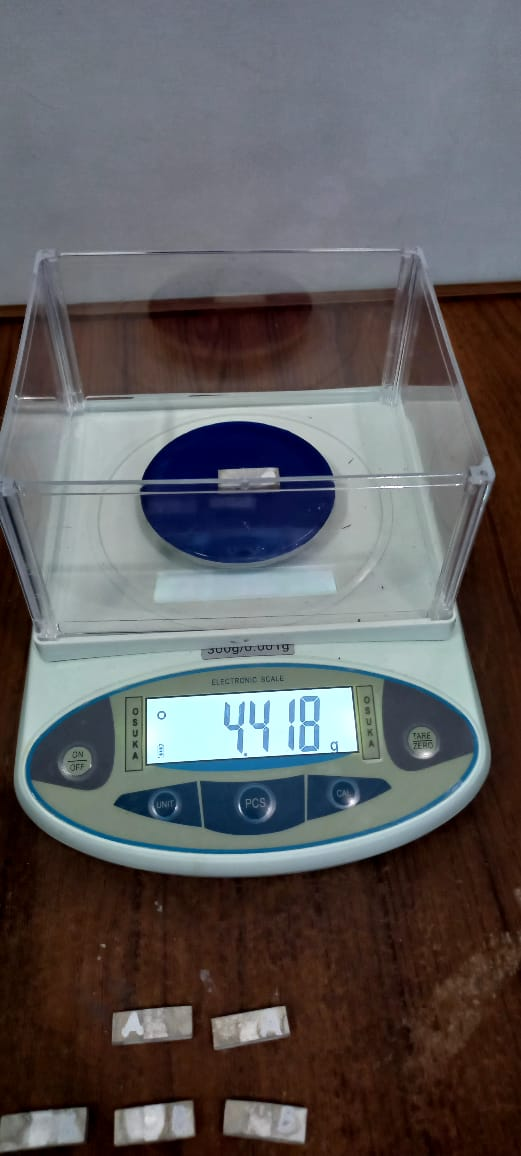 300g/0.001g
ELECTRONIC SCALE
OSUKA
4.418 g
OSUKA
ON
OFF
TARE
ZERO
UNIT
PCS
CAL
A